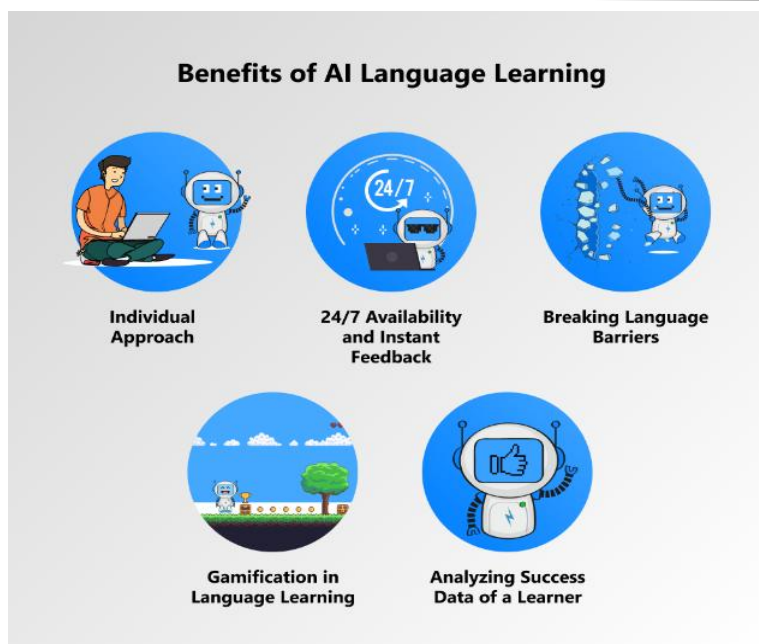 Benefits of AI Language Learning
24/7
Individual
Approach
24/7 Availability
and Instant
Feedback
Breaking Language
Barriers
Gamification in
Language Learning
Analyzing Success
Data of a Learner